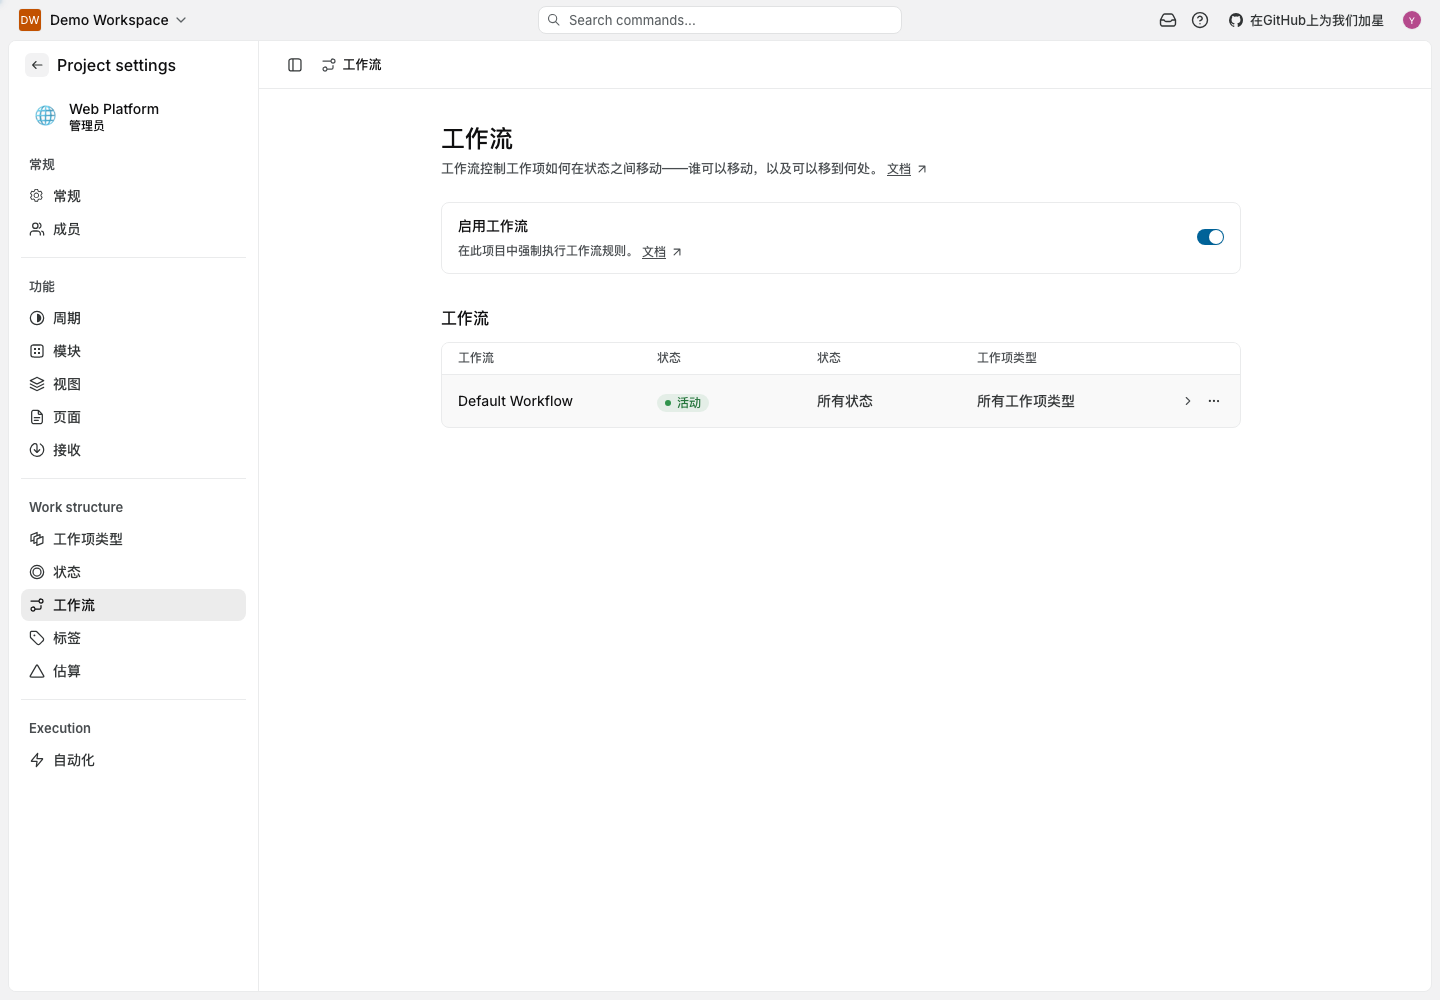 DW
Demo Workspace
Search commands...
在GitHub上为我们加星
Y
Project settings
Web Platform
管理员
常规
常规
成员
功能
周期
模块
视图
页面
接收
Work structure
工作项类型
状态
工作流
标签
估算
Execution
自动化
工作流
工作流
工作流控制工作项如何在状态之间移动——谁可以移动，以及可以移到何处。 文档
启用工作流
在此项目中强制执行工作流规则。 文档
工作流
工作流 状态 状态 工作项类型
Default Workflow 活动 所有状态 所有工作项类型